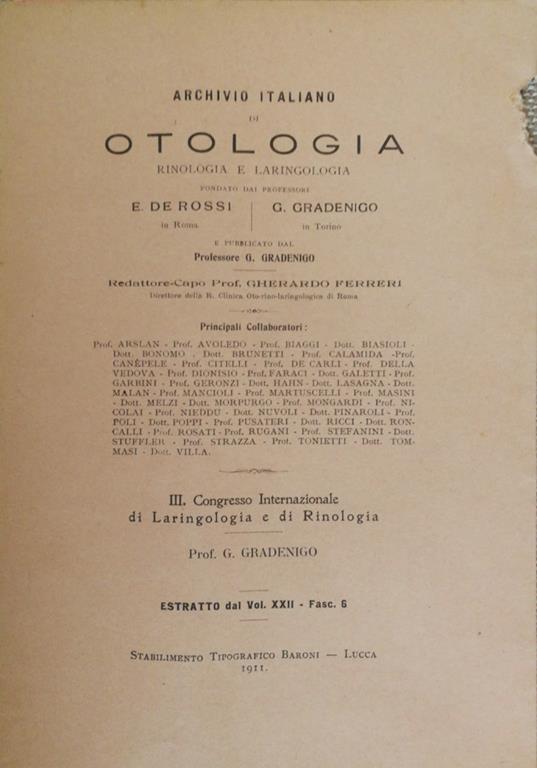 ARCHIVIO ITALIANO
DI
OTOLOGIA
RINOLOGIA E LARINGOLOGIA
FONDATO DAI PROFESSORI
E. DE ROSSI
in Roma
G. GRADENIGO
in Torino
E PUBBLICATO DAL
Professore G. GRADENIGO
Redattore-Capo Prof. GHERARDO FERRERI
Direttore della R. Clinica Oto-rino-laringologica di Roma
Principali Collaboratori:
Prof. ARSLAN - Prof. AVOLEDO - Prof. BIAGGI - Dott. BIASIOLI -
Dott. BONOMO . Dott. BRUNETTI - Prof. CALAMIDA -Prof.
CANÉPELE - Prof. CITELLI - Prof. DE CARLI - Prof. DELLA
VEDOVA - Prof. DIONISIO - Prof. FARACI - Dott. GALETTI - Prof.
GARBINI - Prof. GERONZI - Dott. HAHN - Dott. LASAGNA - Dott.
MALAN - Prof. MANCIOLI - Prof. MARTUSCELLI - Prof. MASINI
- Dott. MELZI - Dott. MORPURGO - Prof. MONGARDI - Prof. NI-
COLAI - Prof. NIEDDU - Dott. NUVOLI - Dott. PINAROLI - Prof.
POLI - Dott. POPPI - Prof. PUSATERI - Dott. RICCI - Dott. RON-
CALLI - Prof. ROSATI - Prof. RUGANI - Prof. STEFANINI - Dott.
STUFFLER - Prof. STRAZZA - Prof. TONIETTI - Dott. TOM-
MASI - Dott. VILLA.
III. Congresso Internazionale
di Laringologia e di Rinologia
Prof. G. GRADENIGO
ESTRATTO dal Vol. XXII - Fasc. 6
STABILIMENTO TIPOGRAFICO BARONI — LUCCA
1911.